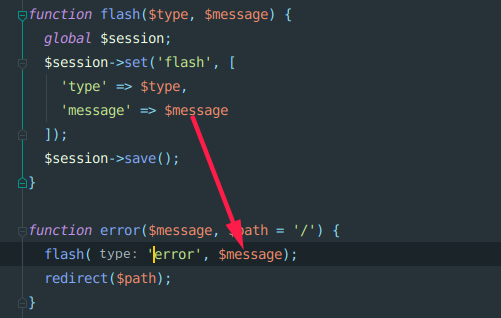 function flash($type, $message) {
global $session;
$session->set('flash', [
'type' => $type,
'message' => $message
]);
$session->save();
}
function error($message, $path = '/') {
flash( type: 'error', $message);
redirect($path);
}